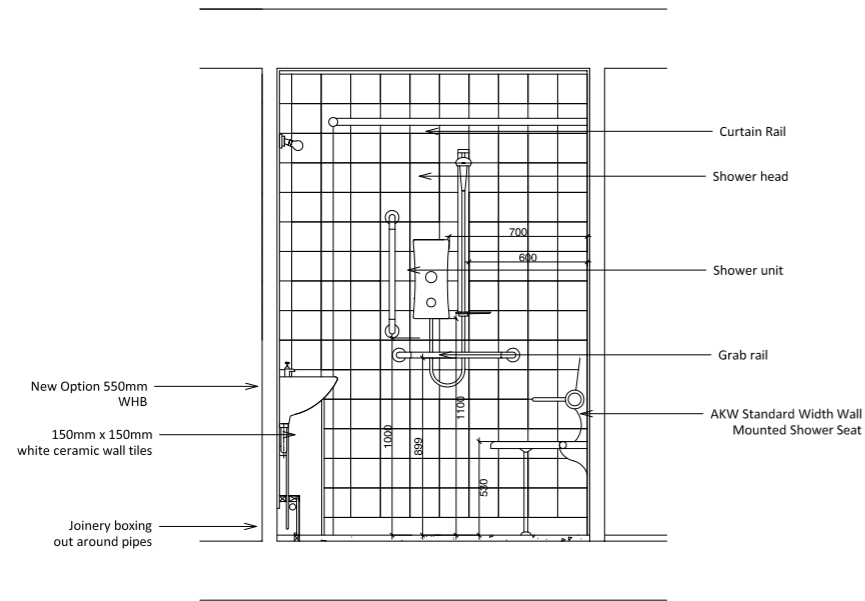 Curtain Rail
Shower head
700
600
Shower unit
Grab rail
New Option 550mm
WHB
AKW Standard Width Wall
Mounted Shower Seat
150mm x 150mm
white ceramic wall tiles
1000
899
1100
530
Joinery boxing
out around pipes